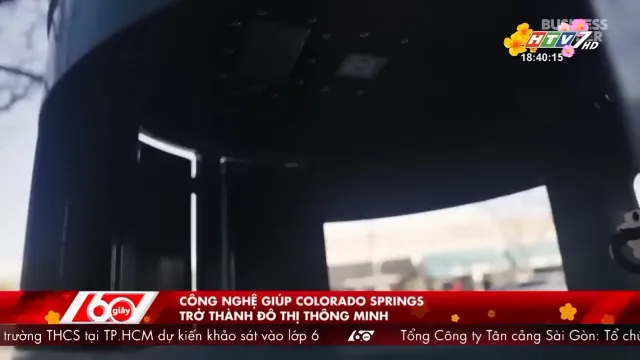 BUSINESS
HTV7 HD
18:40:15
60 giây
CÔNG NGHỆ GIÚP COLORADO SPRINGS
TRỞ THÀNH ĐÔ THỊ THÔNG MINH
trường THCS tại TP.HCM dự kiến khảo sát vào lớp 6 60 Tổng Công ty Tân cảng Sài Gòn: Tổ